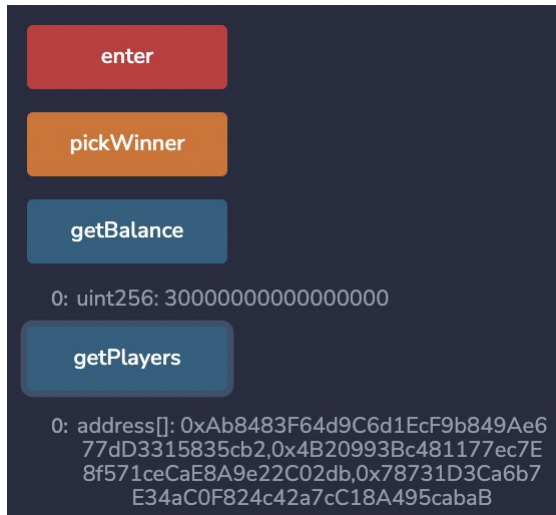 enter
pickWinner
getBalance
0: uint256: 30000000000000000
getPlayers
0: address[]: 0xAb8483F64d9C6d1EcF9b849Ae6
77dD3315835cb2,0x4B20993Bc481177ec7E
8f571ceCaE8A9e22C02db,0x78731D3Ca6b7
E34aC0F824c42a7cC18A495cabaB